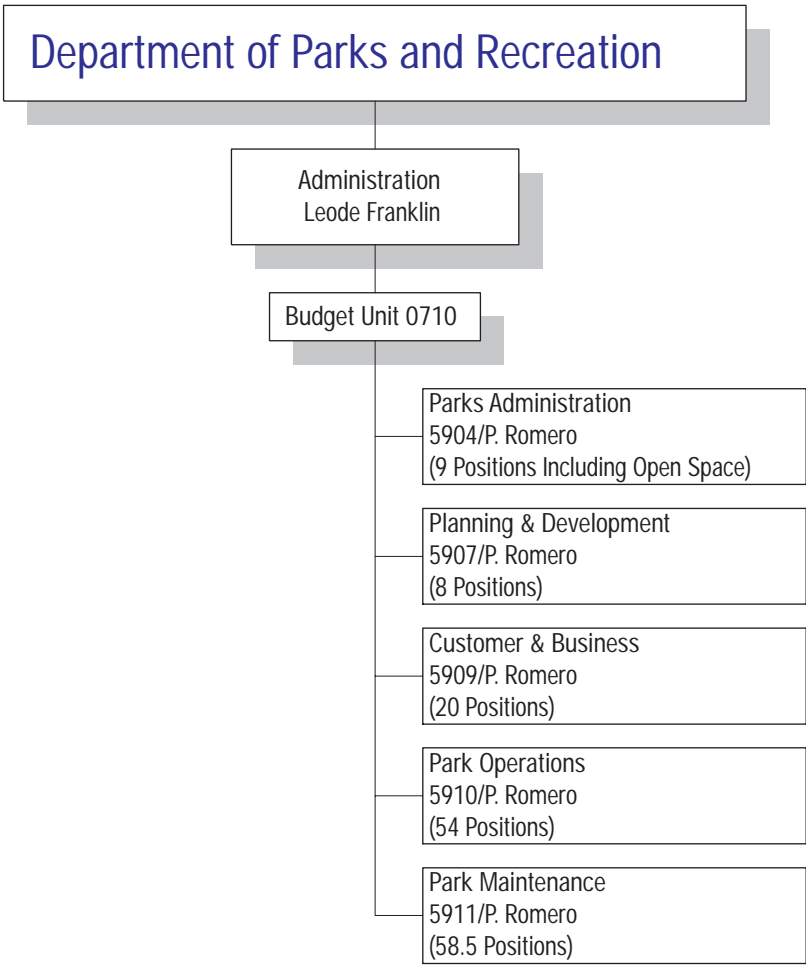 Department of Parks and Recreation
Administration
Leode Franklin
Budget Unit 0710
Parks Administration
5904/P. Romero
(9 Positions Including Open Space)
Planning & Development
5907/P. Romero
(8 Positions)
Customer & Business
5909/P. Romero
(20 Positions)
Park Operations
5910/P. Romero
(54 Positions)
Park Maintenance
5911/P. Romero
(58.5 Positions)